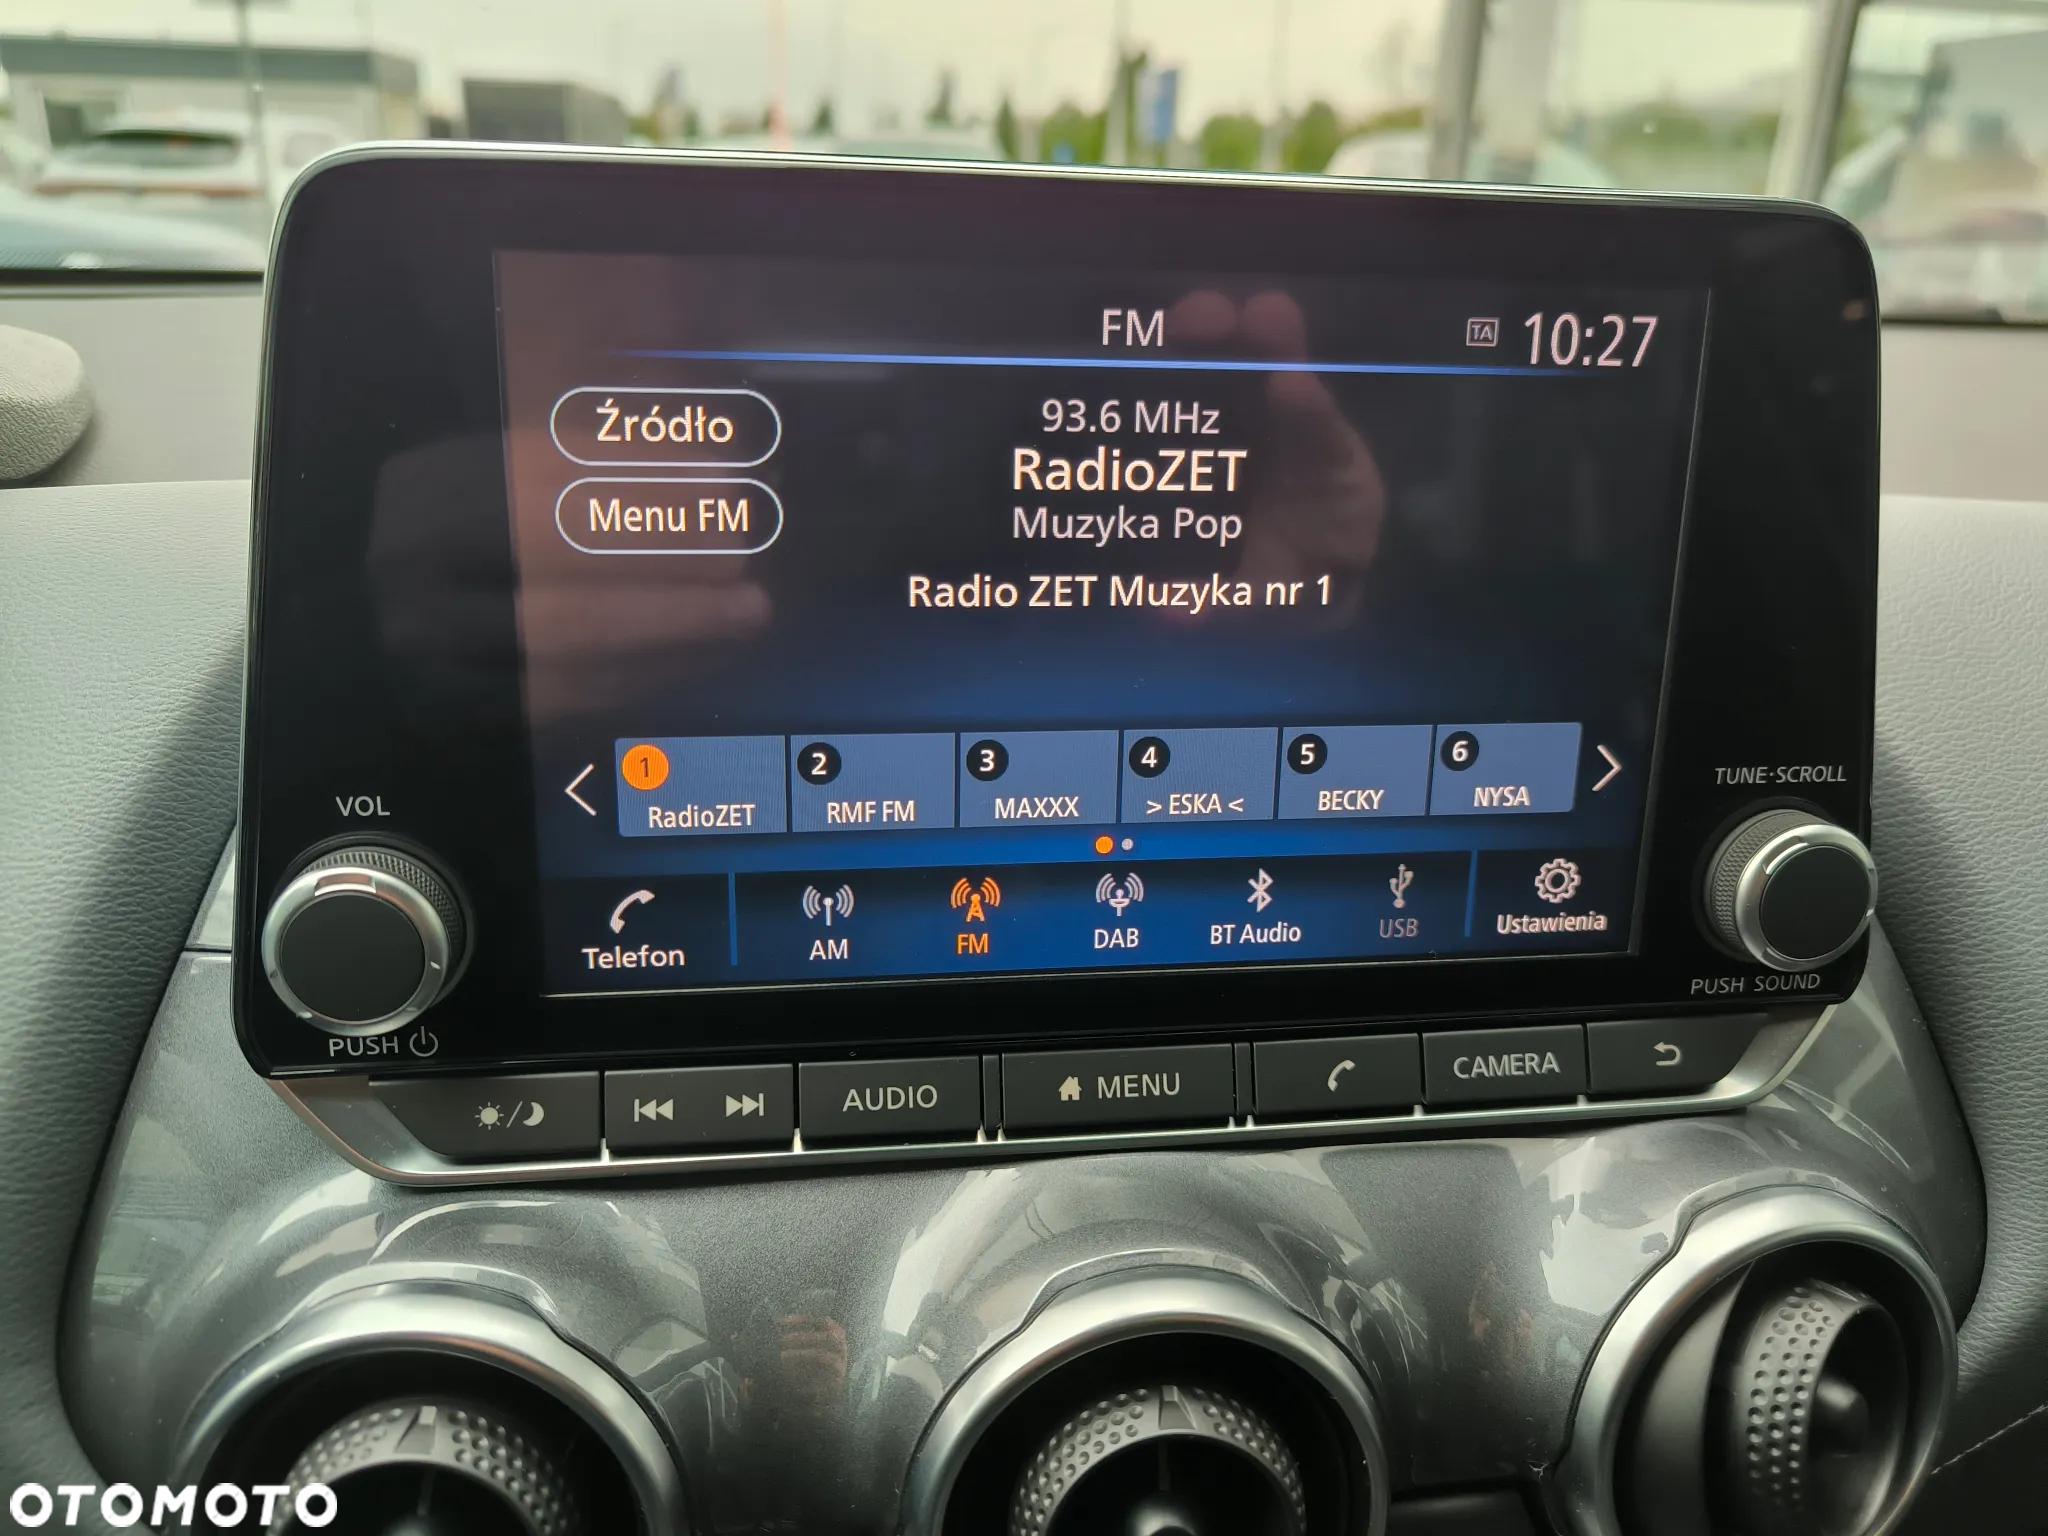 FM
TA 10:27
Źródło
93.6 MHz
RadioZET
Menu FM
Muzyka Pop
Radio ZET Muzyka nr 1
1 RadioZET
2 RMF FM
3 MAXXX
4 > ESKA <
5 BECKY
6 NYSA
VOL
TUNE·SCROLL
Telefon
AM
FM
DAB
BT Audio
USB
Ustawienia
PUSH
PUSH SOUND
AUDIO
MENU
CAMERA
OTOMOTO